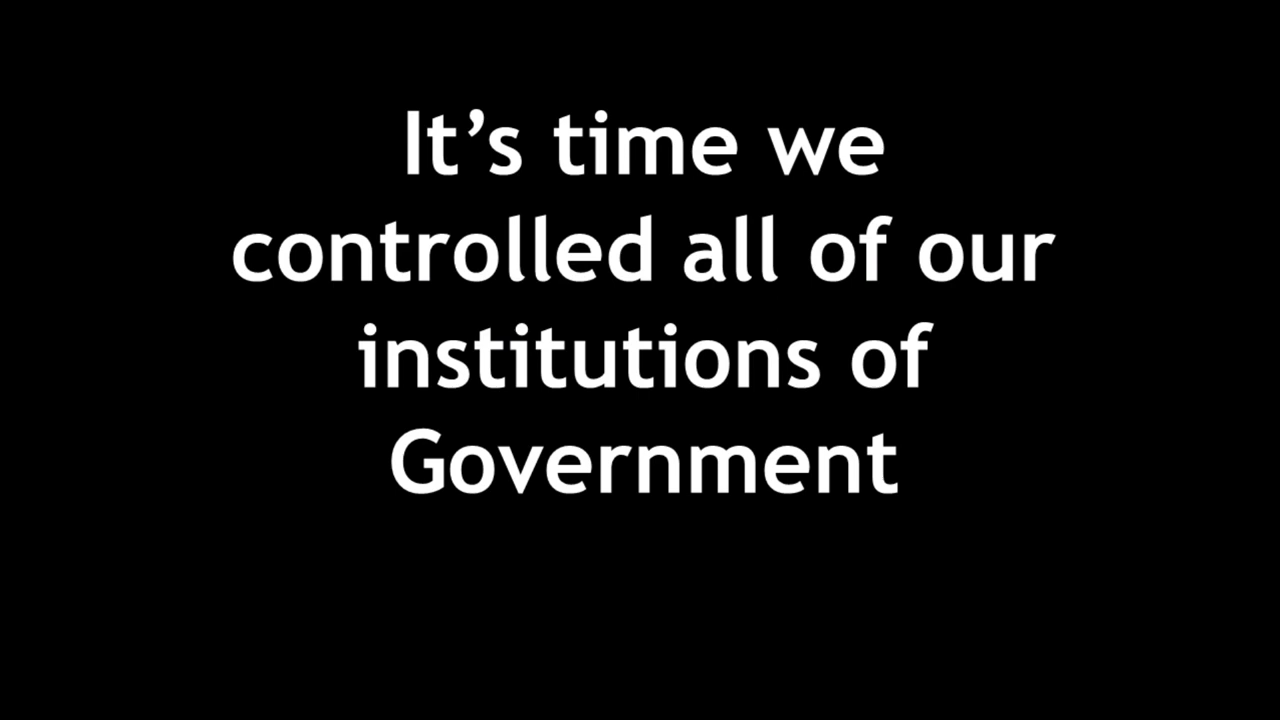 It’s time we
controlled all of our
institutions of
Government